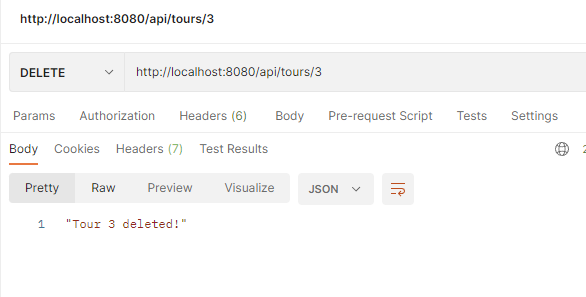 http://localhost:8080/api/tours/3
DELETE http://localhost:8080/api/tours/3
Params Authorization Headers (6) Body Pre-request Script Tests Settings
Body Cookies Headers (7) Test Results
Pretty Raw Preview Visualize JSON
1 "Tour 3 deleted!"